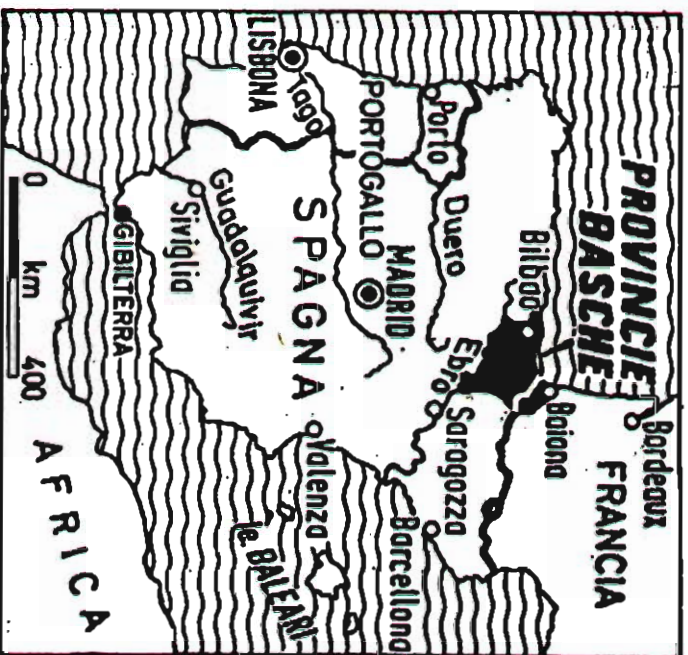 PROVINCIE
BASCHE
Bordeaux
FRANCIA
Baiona
Bilbao
Ebro
Saragozza
Barcellona
Porto
Duero
PORTOGALLO
MADRID
Tago
LISBONA
SPAGNA
Valenza
Ie. BALEARI
Guadalquivir
Siviglia
GIBILTERRA
0 km 400
AFRICA